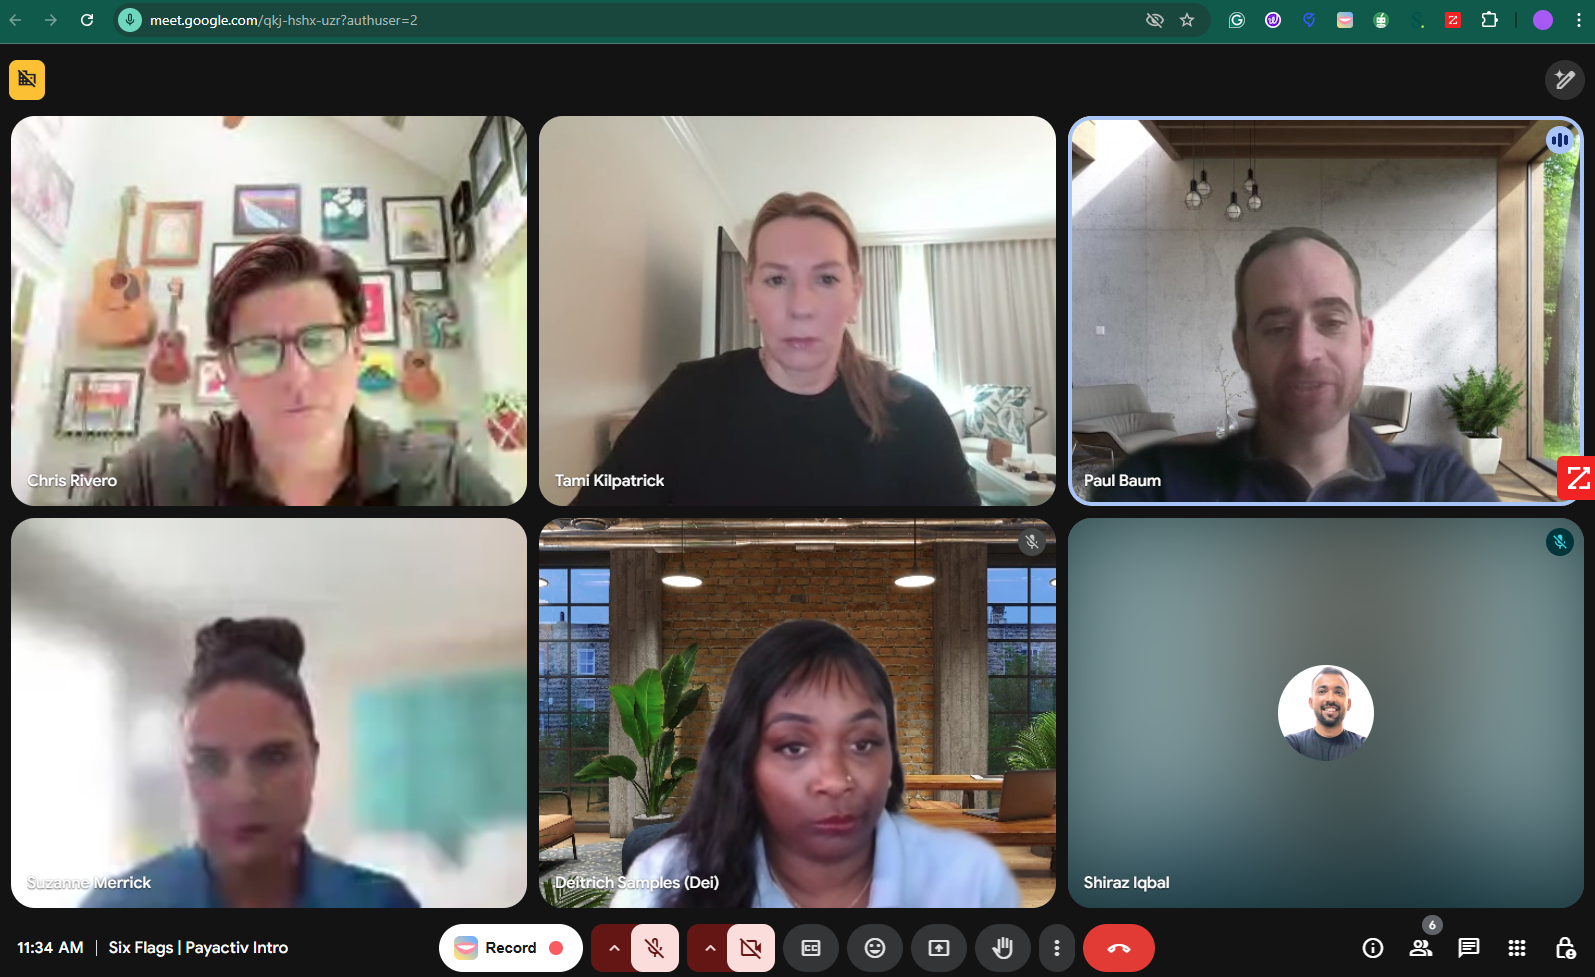 meet.google.com/qkj-hshx-uzr?authuser=2
Chris Rivero
Tami Kilpatrick
Paul Baum
Suzanne Merrick
Deitrich Samples (Dei)
Shiraz Iqbal
11:34 AM | Six Flags | Payactiv Intro
Record
CC
6